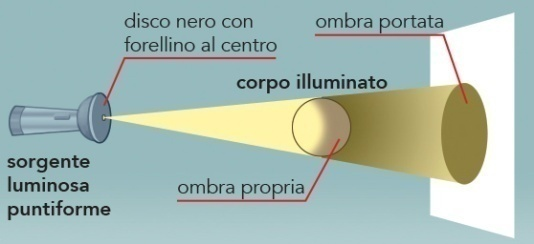 disco nero con
forellino al centro
ombra portata
corpo illuminato
sorgente
luminosa
puntiforme
ombra propria